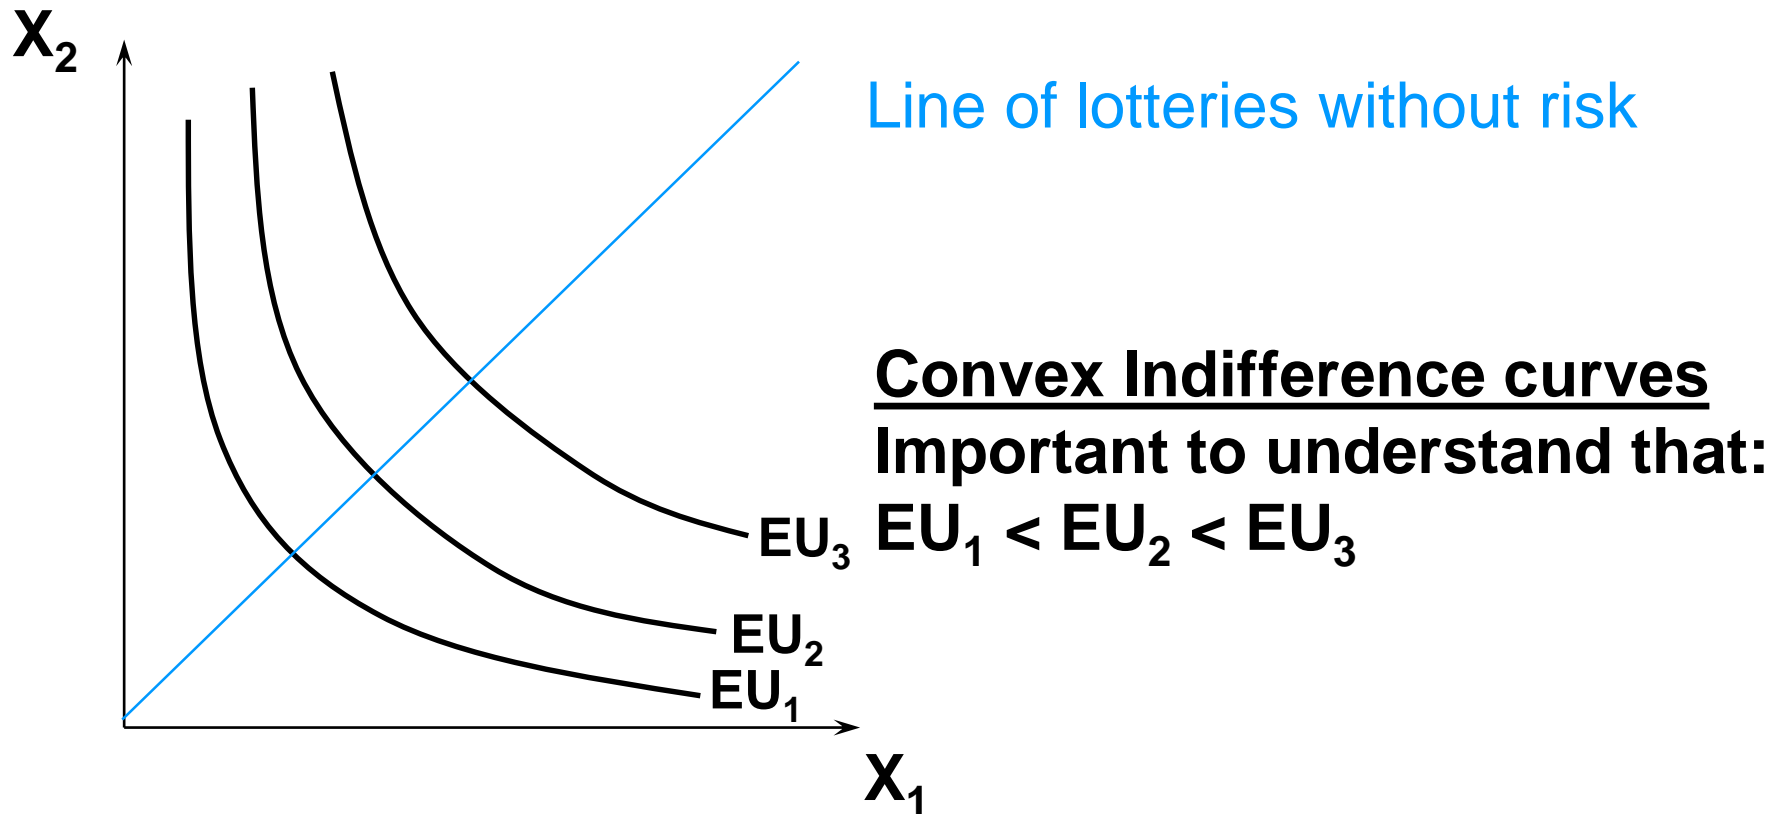 X₂
Line of lotteries without risk
Convex Indifference curves
Important to understand that:
EU₁ < EU₂ < EU₃
EU₃
EU₂
EU₁
X₁